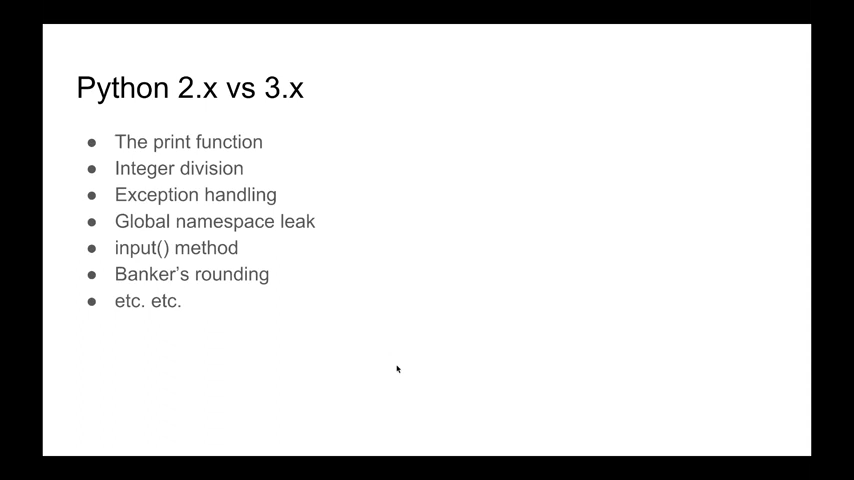 Python 2.x vs 3.x
● The print function
● Integer division
● Exception handling
● Global namespace leak
● input() method
● Banker’s rounding
● etc. etc.